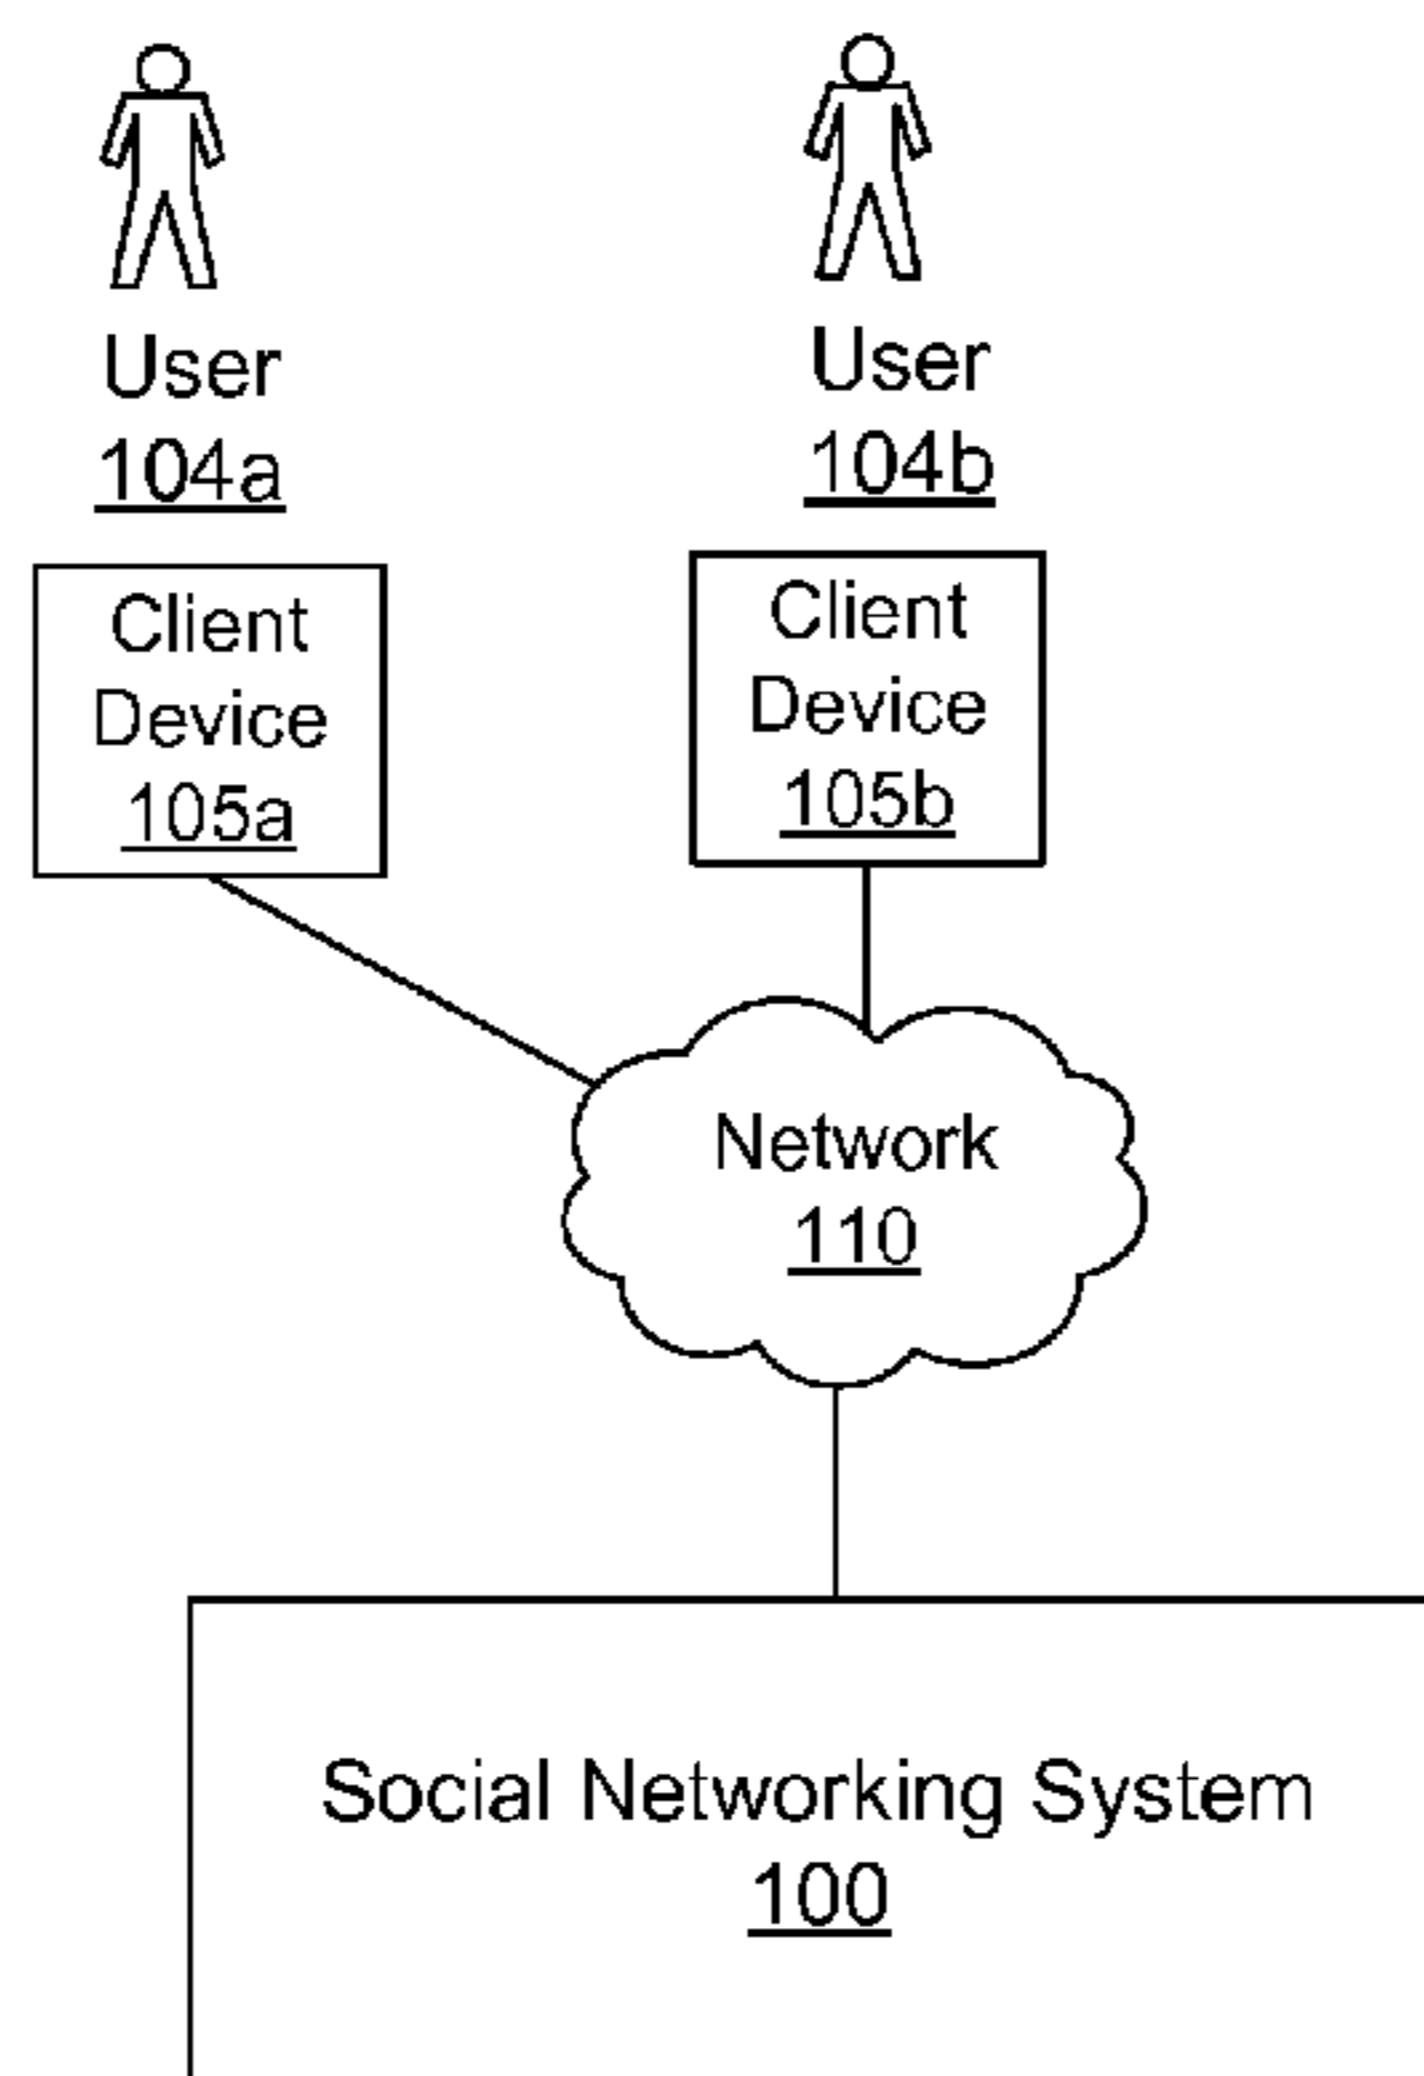 User
104a
User
104b
Client
Device
105a
Client
Device
105b
Network
110
Social Networking System
100